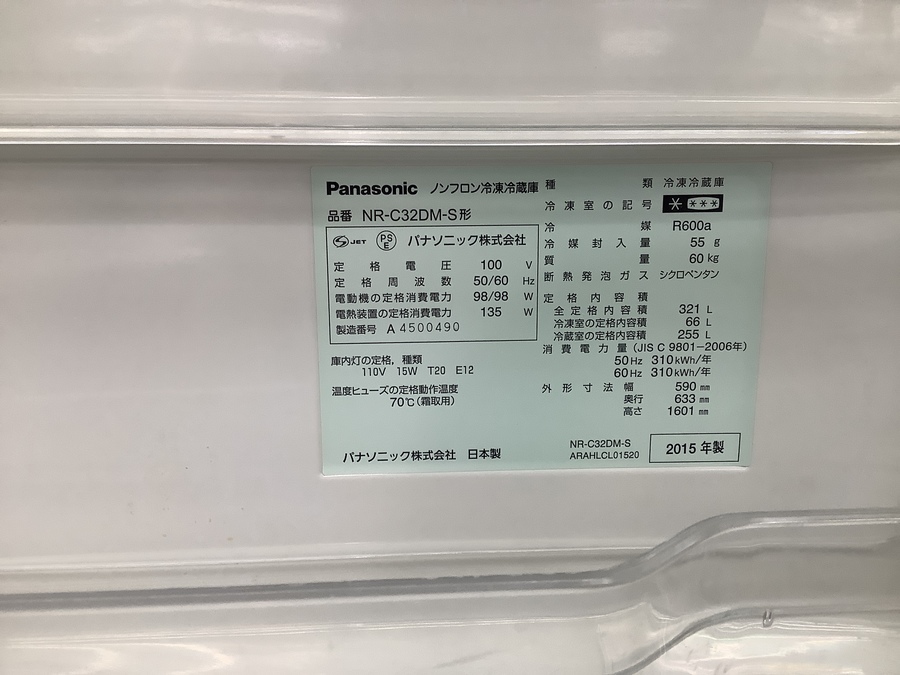 Panasonic ノンフロン冷凍冷蔵庫
品番 NR-C32DM-S形
JET PSE パナソニック株式会社
定格電圧 100 V
定格周波数 50/60 Hz
電動機の定格消費電力 98/98 W
電熱装置の定格消費電力 135 W
製造番号 A 4500490
庫内灯の定格,種類
110V 15W T20 E12
温度ヒューズの定格動作温度
70℃(霜取用)
パナソニック株式会社 日本製
種類 冷凍冷蔵庫
冷凍室の記号 * ***
冷媒 R600a
冷媒封入量 55 g
質量 60 kg
断熱発泡ガス シクロペンタン
定格内容積
全定格内容積 321 L
冷凍室の定格内容積 66 L
冷蔵室の定格内容積 255 L
消費電力量(JIS C 9801-2006年)
50Hz 310kWh/年
60Hz 310kWh/年
外形寸法 幅 590 mm
奥行 633 mm
高さ 1601 mm
NR-C32DM-S
ARAHLCL01520
2015年製